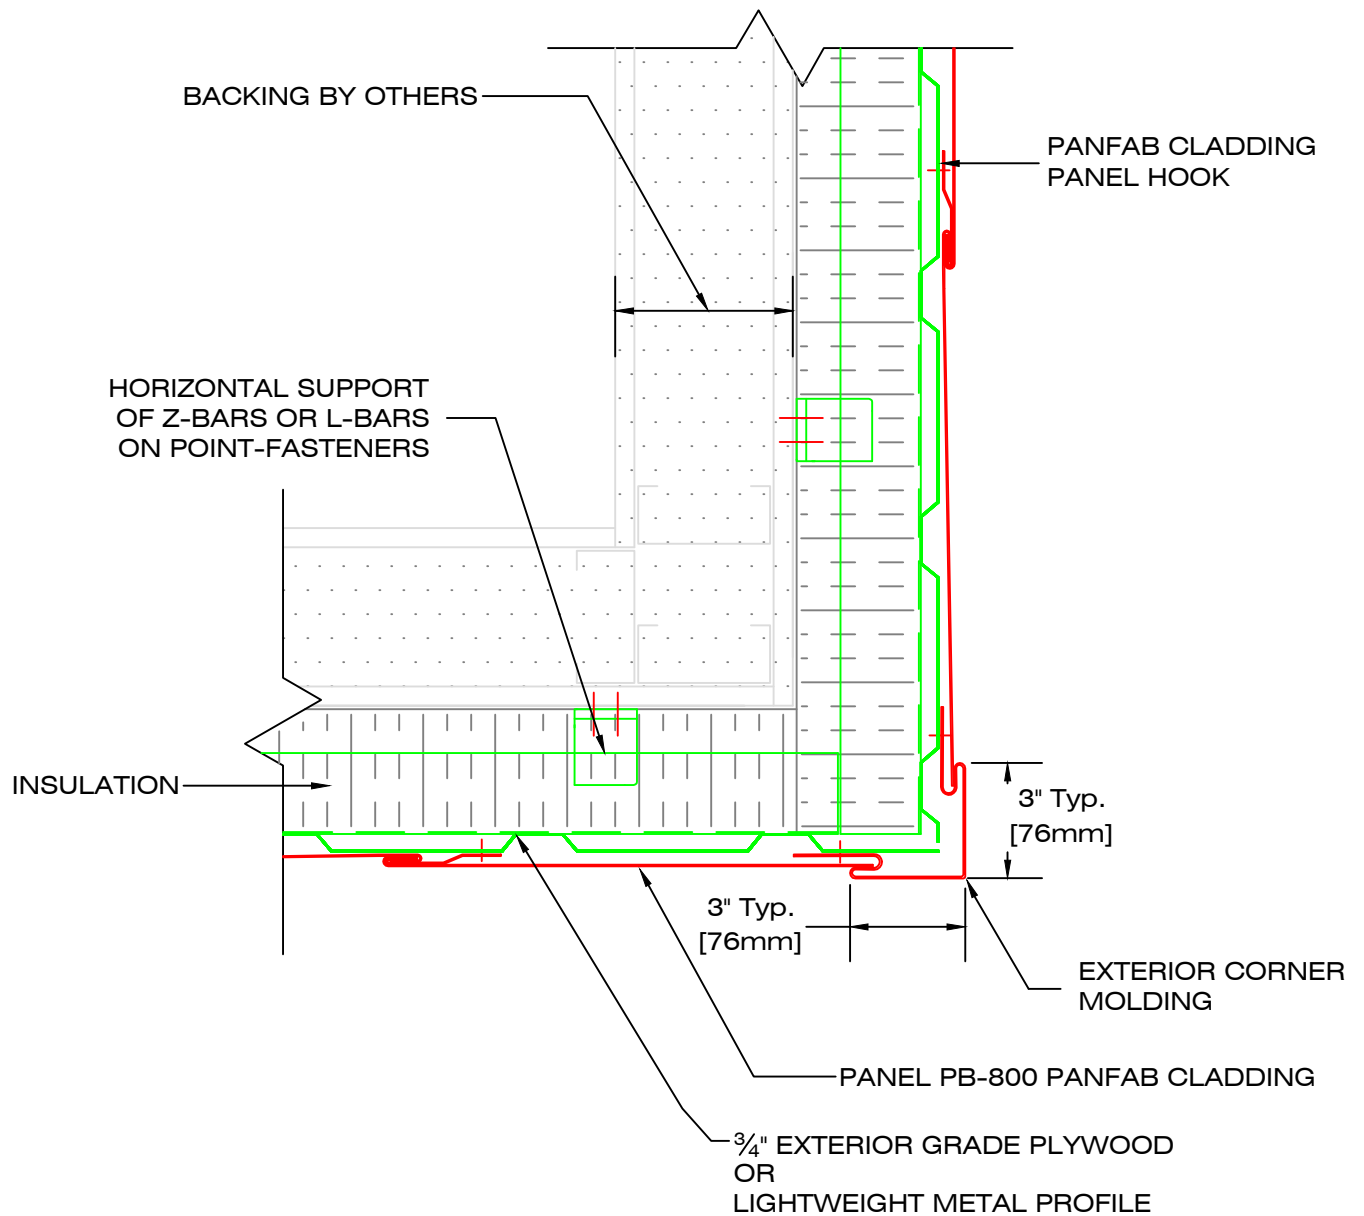 BACKING BY OTHERS
PANFAB CLADDING
PANEL HOOK
HORIZONTAL SUPPORT
OF Z-BARS OR L-BARS
ON POINT-FASTENERS
INSULATION
3" Typ.
[76mm]
3" Typ.
[76mm]
EXTERIOR CORNER
MOLDING
PANEL PB-800 PANFAB CLADDING
¾" EXTERIOR GRADE PLYWOOD
OR
LIGHTWEIGHT METAL PROFILE